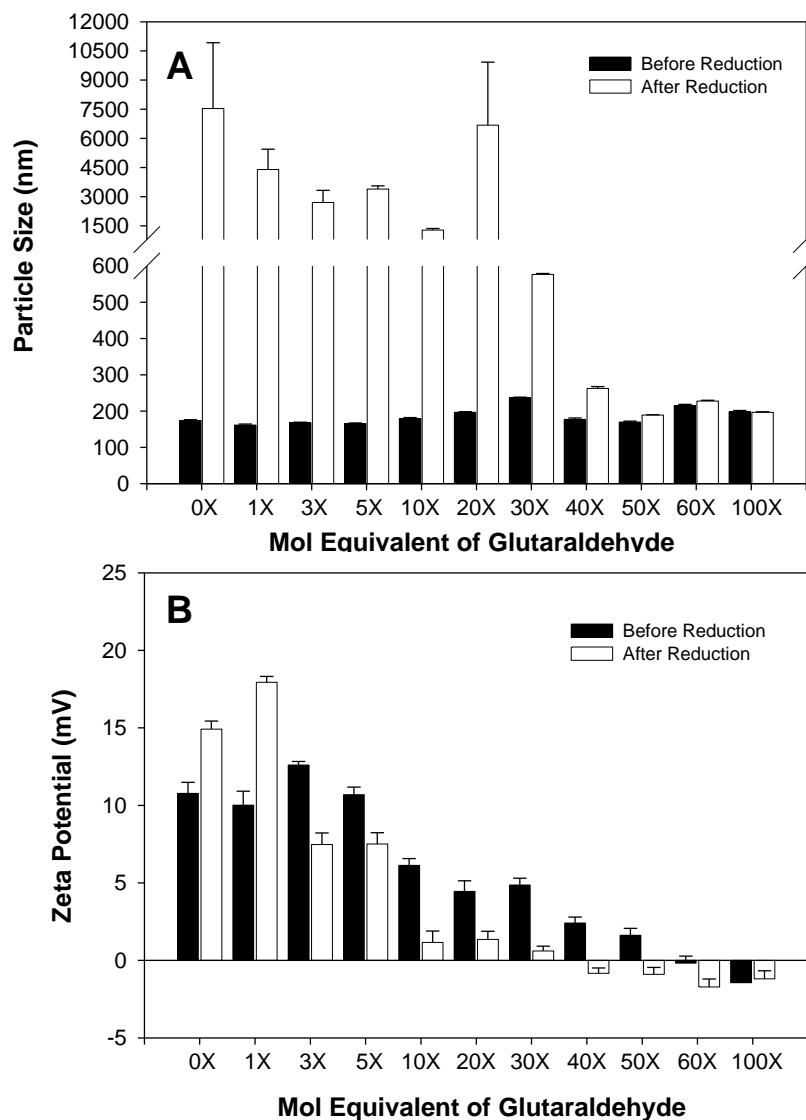 12000
10500
9000
7500
6000
4500
3000
1500
600
500
400
300
200
100
0
Particle Size (nm)
A
Before Reduction
After Reduction
0X 1X 3X 5X 10X 20X 30X 40X 50X 60X 100X
Mol Equivalent of Glutaraldehyde
25
20
15
10
5
0
-5
Zeta Potential (mV)
B
Before Reduction
After Reduction
0X 1X 3X 5X 10X 20X 30X 40X 50X 60X 100X
Mol Equivalent of Glutaraldehyde